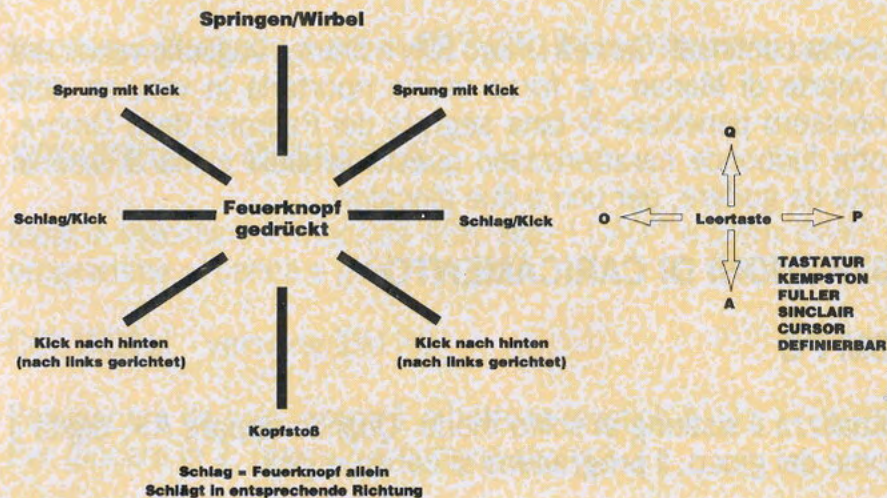 Springen/Wirbel
Sprung mit Kick
Sprung mit Kick
Schlag/Kick
Feuerknopf
gedrückt
Schlag/Kick
Kick nach hinten
(nach links gerichtet)
Kick nach hinten
(nach links gerichtet)
Kopfstoß
Schlag = Feuerknopf allein
Schlägt in entsprechende Richtung
Q
O
Leertaste
P
A
TASTATUR
KEMPSTON
FULLER
SINCLAIR
CURSOR
DEFINIERBAR